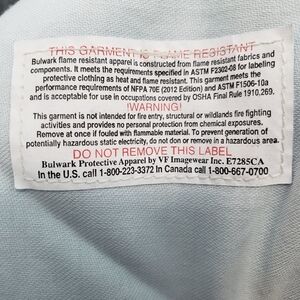 THIS GARMENT IS FLAME RESISTANT
Bulwark flame resistant apparel is constructed from flame resistant fabrics and
components. It meets the requirements specified in ASTM F2302-08 for labeling
protective clothing as heat and flame resistant. This garment meets the
performance requirements of NFPA 70E (2012 Edition) and ASTM F1506-10a
and is acceptable for use in occupations covered by OSHA Final Rule 1910.269.
!WARNING!
This garment is not intended for fire entry, structural or wildlands fire fighting
activities and provides no personal protection from chemical exposures.
Remove at once if fouled with flammable material. To prevent generation of
potentially hazardous static electricity, do not don or remove in a hazardous area.
DO NOT REMOVE THIS LABEL
Bulwark Protective Apparel by VF Imagewear Inc. E7285CA
In the U.S. call 1-800-223-3372 In Canada call 1-800-667-0700